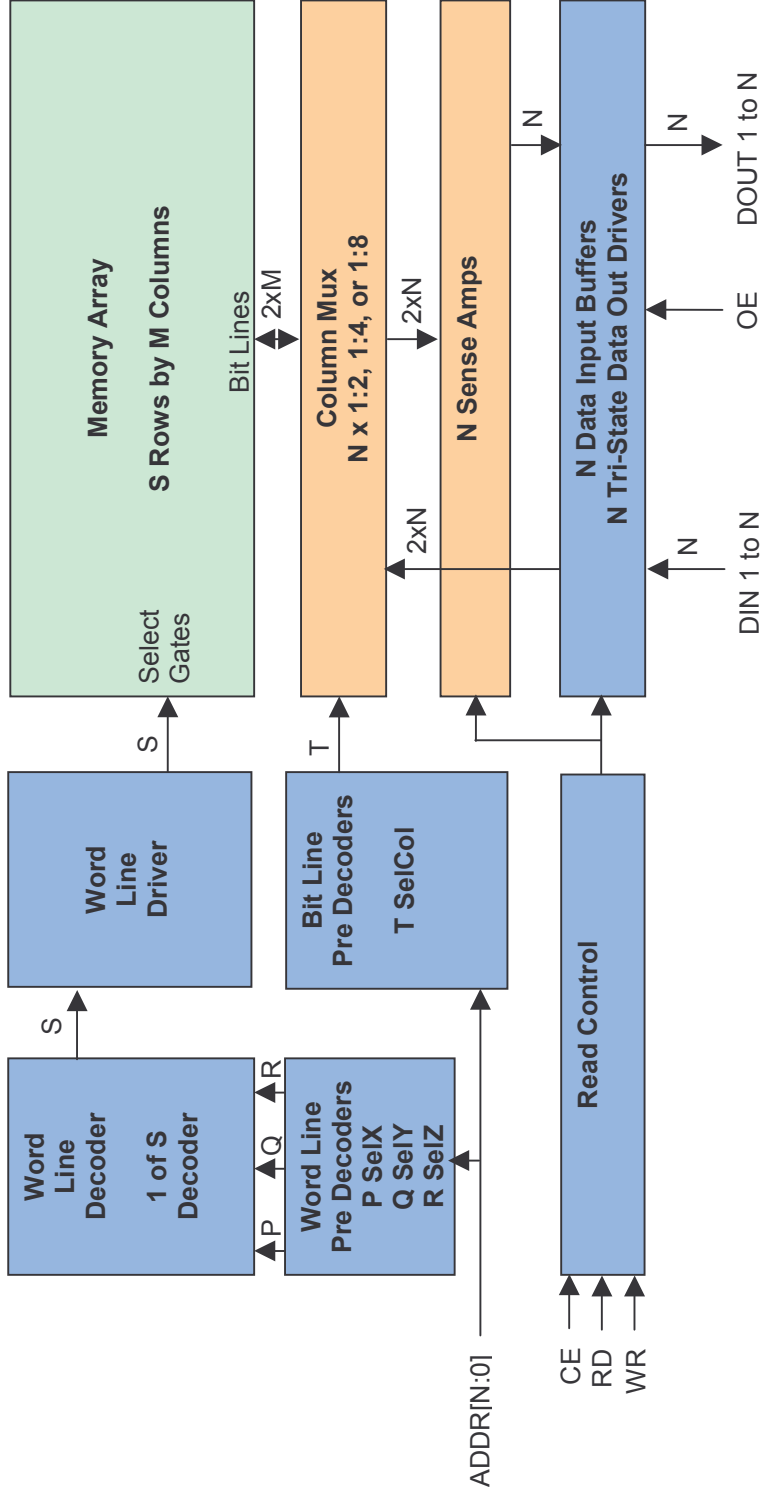 Word
Line
Decoder
1 of S
Decoder
S
Word
Line
Driver
S
Select
Gates
Memory Array
S Rows by M Columns
Bit Lines
2xM
P
Q
R
Word Line
Pre Decoders
P SelX
Q SelY
R SelZ
Bit Line
Pre Decoders
T SelCol
T
Column Mux
N x 1:2, 1:4, or 1:8
2xN
2xN
N Sense Amps
N
ADDR[N:0]
CE
RD
WR
Read Control
N Data Input Buffers
N Tri-State Data Out Drivers
N
N
DIN 1 to N
OE
DOUT 1 to N